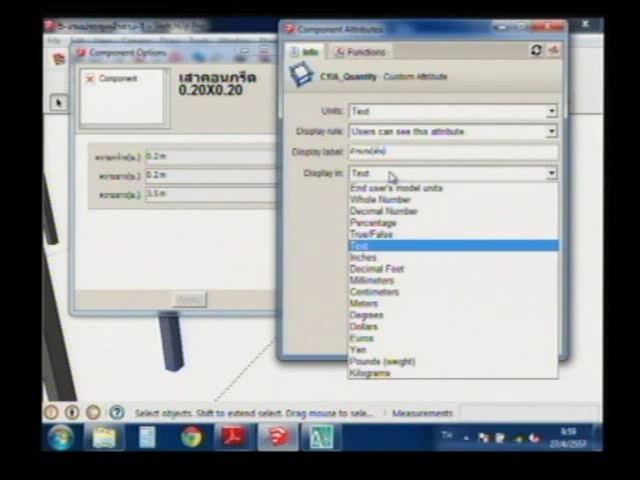 Component Attributes
Component Options
Info
Functions
Component
เสาคอนกรีต
0.20X0.20
C10A_Quantity - Custom Attribute
Units: Text
Display rule: Users can see this attribute
Display label:
Display in: Text
0.2 m
0.2 m
3.5 m
End user's model units
Whole Number
Decimal Number
Percentage
True/False
Text
Inches
Decimal Feet
Millimeters
Centimeters
Meters
Degrees
Dollars
Euros
Yen
Pounds (weight)
Kilograms
Apply
Select objects. Shift to extend select. Drag mouse to sele...
Measurements
TH
9:59
27/4/2557